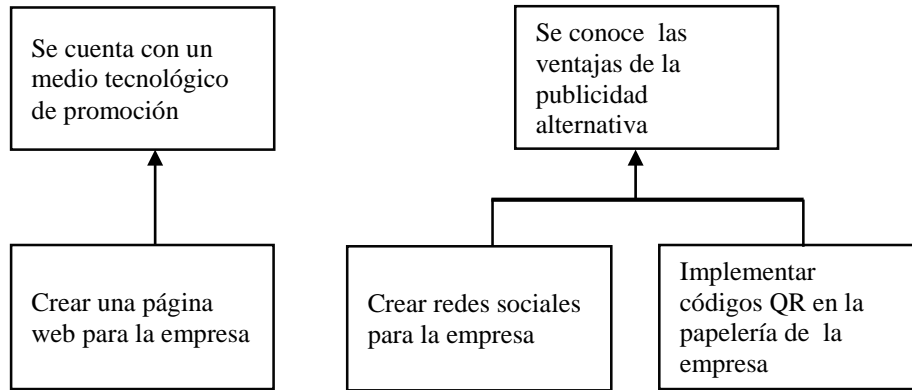 Se cuenta con un
medio tecnológico
de promoción
Se conoce  las
ventajas de la
publicidad
alternativa
Crear una página
web para la empresa
Crear redes sociales
para la empresa
Implementar
códigos QR en la
papelería de  la
empresa